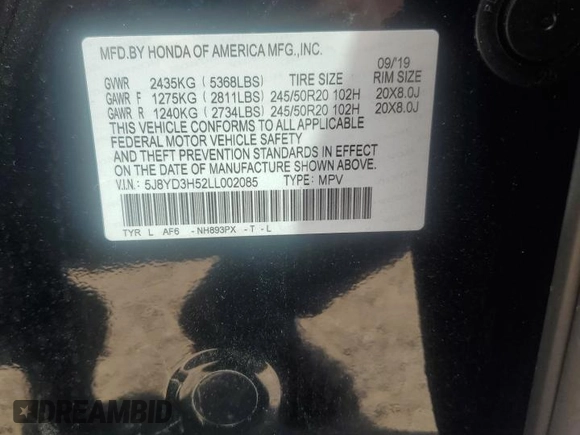 MFD.BY HONDA OF AMERICA MFG.,INC.
09/'19
GVWR 2435KG ( 5368LBS) TIRE SIZE RIM SIZE
GAWR F 1275KG ( 2811LBS) 245/50R20 102H 20X8.0J
GAWR R 1240KG ( 2734LBS) 245/50R20 102H 20X8.0J
THIS VEHICLE CONFORMS TO ALL APPLICABLE
FEDERAL MOTOR VEHICLE SAFETY
AND THEFT PREVENTION STANDARDS IN EFFECT
ON THE DATE OF MANUFACTURE SHOWN ABOVE.
V.I.N.: 5J8YD3H52LL002085 TYPE: MPV
TYR L AF6 -NH893PX -T -L
DREAMBID